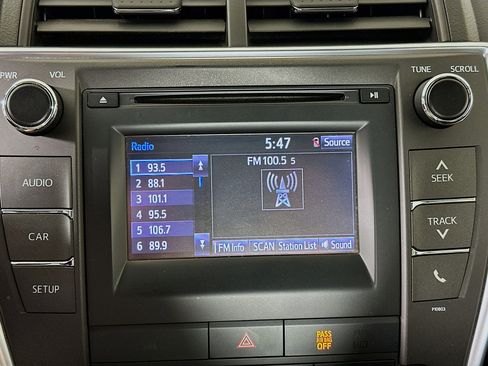 PWR VOL
TUNE SCROLL
Radio 5:47 Source
1 93.5
2 88.1
3 101.1
4 95.5
5 106.7
6 89.9
FM 100.5 5
FM Info SCAN Station List Sound
AUDIO
CAR
SETUP
SEEK
TRACK
P10603
PASS
AIR BAG
OFF